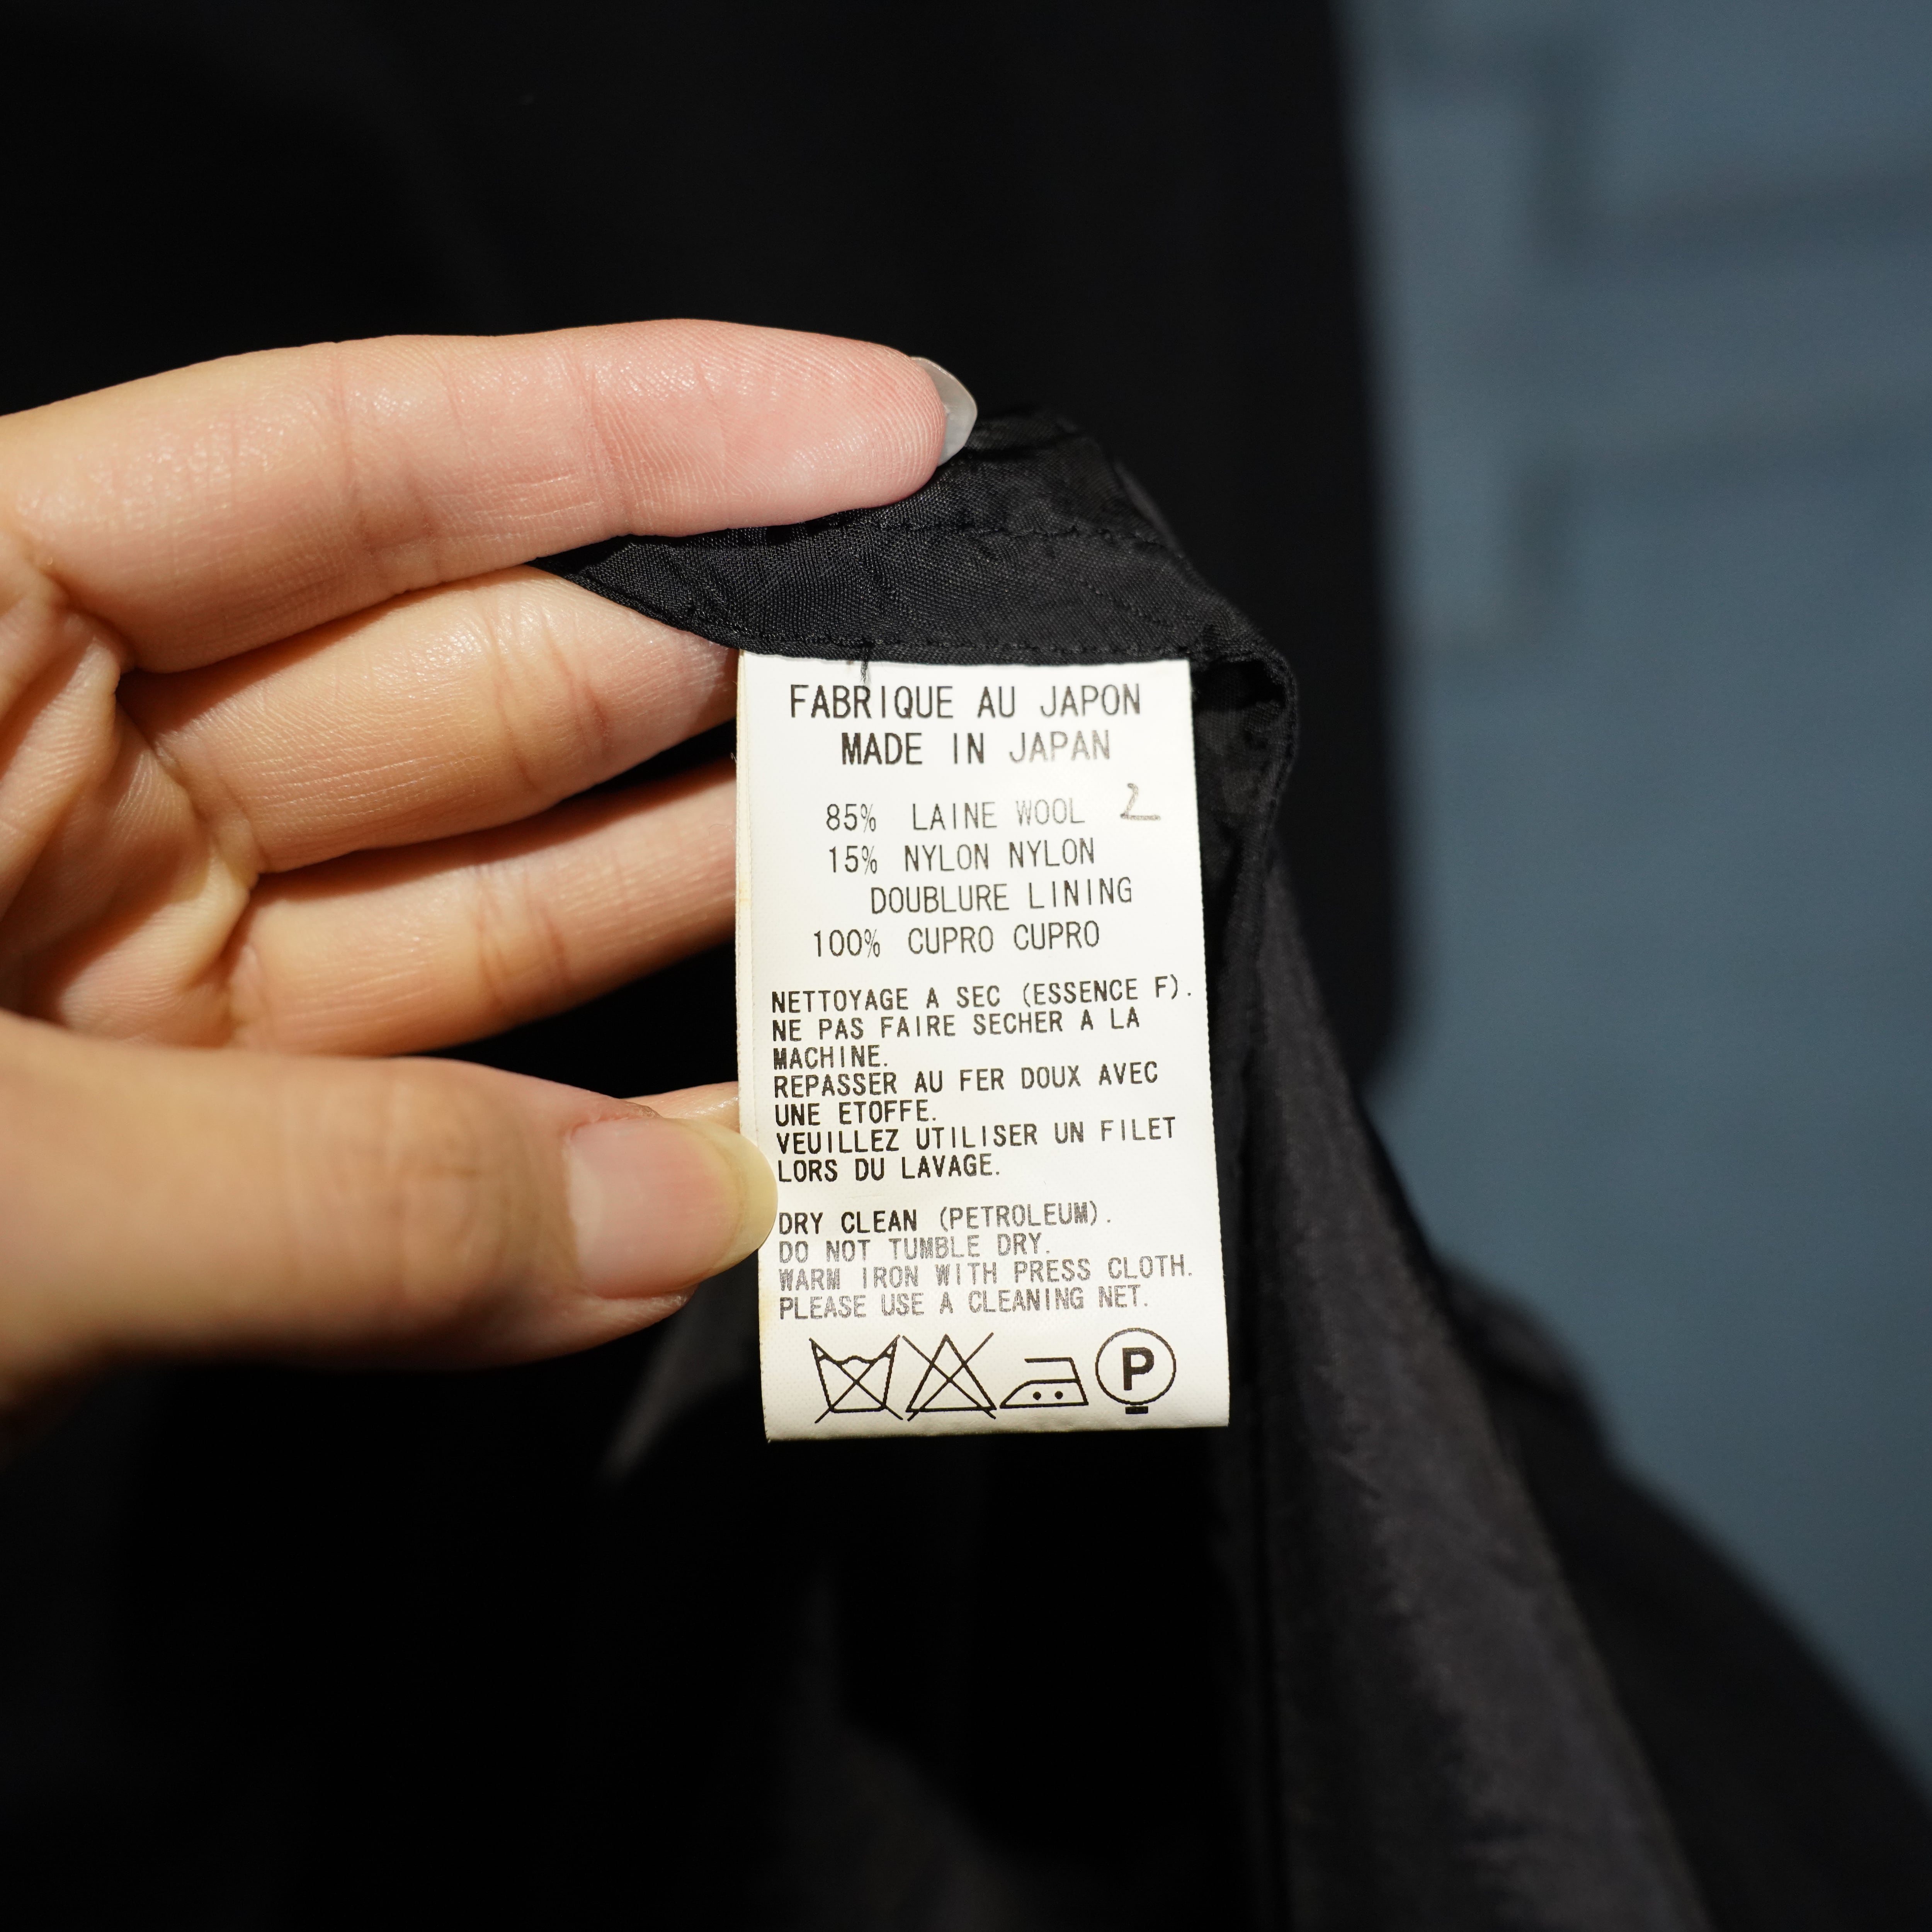 FABRIQUE AU JAPON
MADE IN JAPAN
85% LAINE WOOL 2
15% NYLON NYLON
DOUBLURE LINING
100% CUPRO CUPRO
NETTOYAGE A SEC (ESSENCE F).
NE PAS FAIRE SECHER A LA
MACHINE.
REPASSER AU FER DOUX AVEC
UNE ETOFFE.
VEUILLEZ UTILISER UN FILET
LORS DU LAVAGE.
DRY CLEAN (PETROLEUM).
DO NOT TUMBLE DRY.
WARM IRON WITH PRESS CLOTH.
PLEASE USE A CLEANING NET.
P